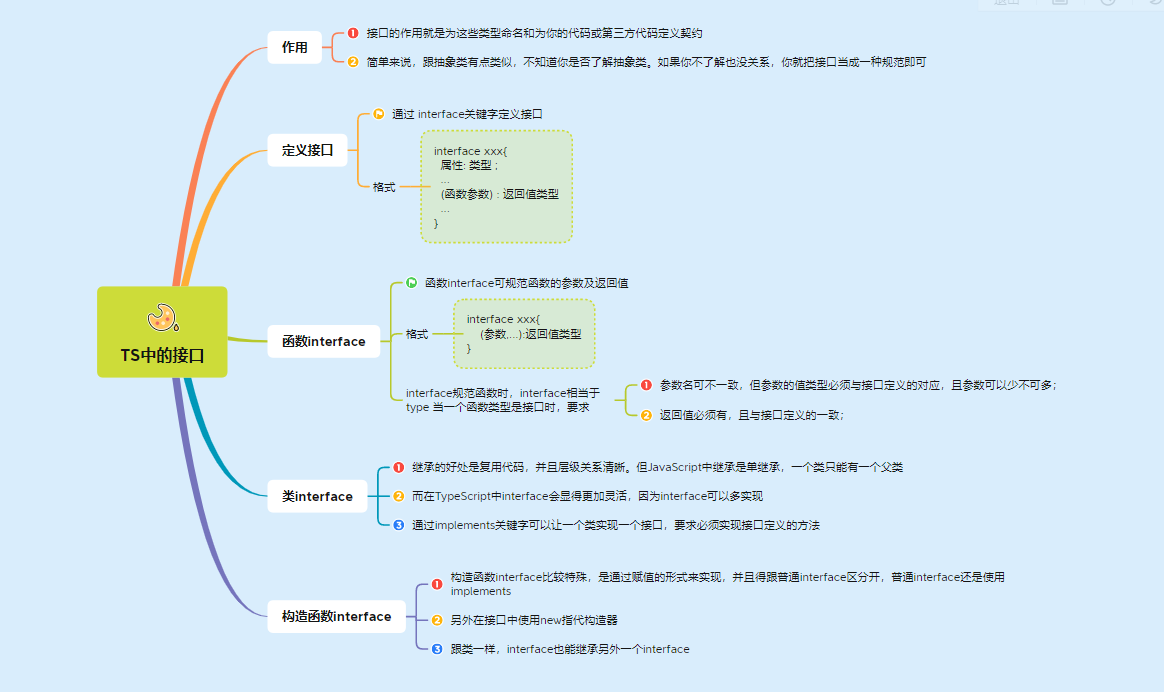 作用
1 接口的作用就是为这些类型命名和为你的代码或第三方代码定义契约
2 简单来说，跟抽象类有点类似，不知道你是否了解抽象类。如果你不了解也没关系，你就把接口当成一种规范即可
定义接口
通过 interface关键字定义接口
格式
interface xxx{
属性: 类型 ;
...
(函数参数) : 返回值类型
...
}
TS中的接口
函数interface
函数interface可规范函数的参数及返回值
格式
interface xxx{
(参数,...):返回值类型
}
interface规范函数时，interface相当于
type 当一个函数类型是接口时，要求
1 参数名可不一致，但参数的值类型必须与接口定义的对应，且参数可以少不可多；
2 返回值必须有，且与接口定义的一致；
类interface
1 继承的好处是复用代码，并且层级关系清晰。但JavaScript中继承是单继承，一个类只能有一个父类
2 而在TypeScript中interface会显得更加灵活，因为interface可以多实现
3 通过implements关键字可以让一个类实现一个接口，要求必须实现接口定义的方法
构造函数interface
1 构造函数interface比较特殊，是通过赋值的形式来实现，并且得跟普通interface区分开，普通interface还是使用
implements
2 另外在接口中使用new指代构造器
3 跟类一样，interface也能继承另外一个interface